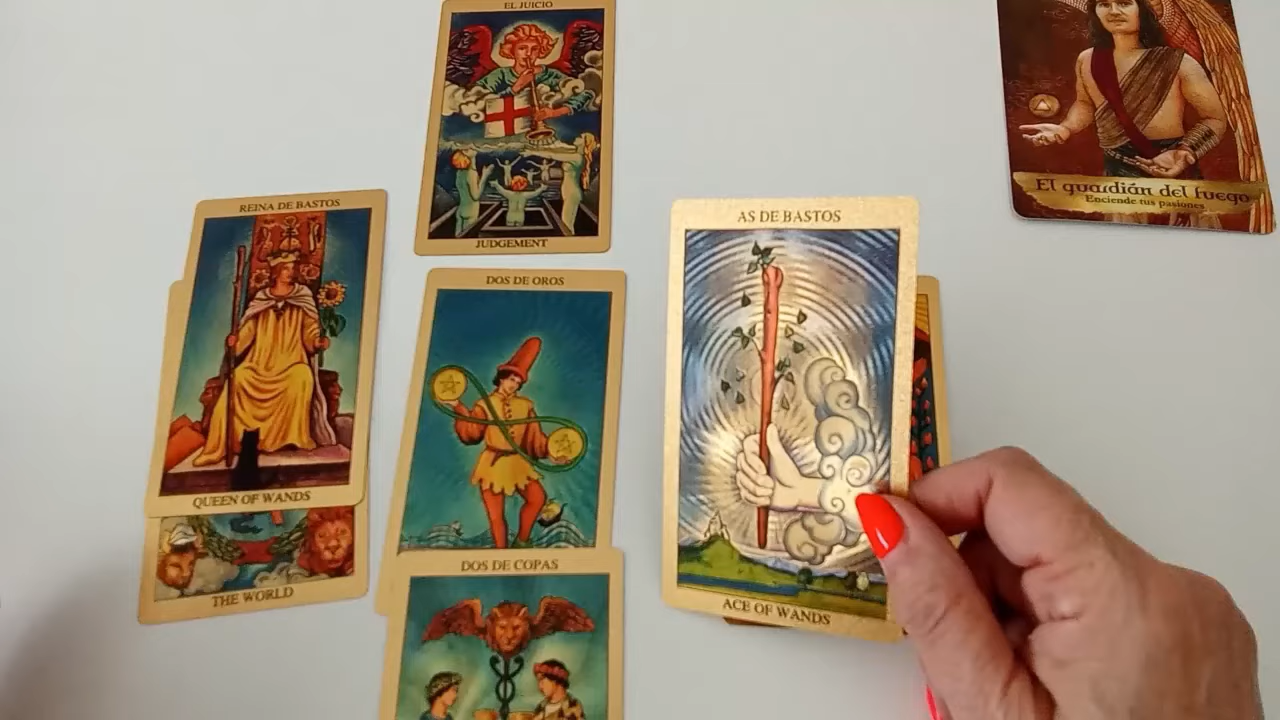 EL JUICIO
JUDGEMENT
REINA DE BASTOS
QUEEN OF WANDS
THE WORLD
DOS DE OROS
DOS DE COPAS
AS DE BASTOS
ACE OF WANDS
El guardián del fuego
Enciende tus pasiones